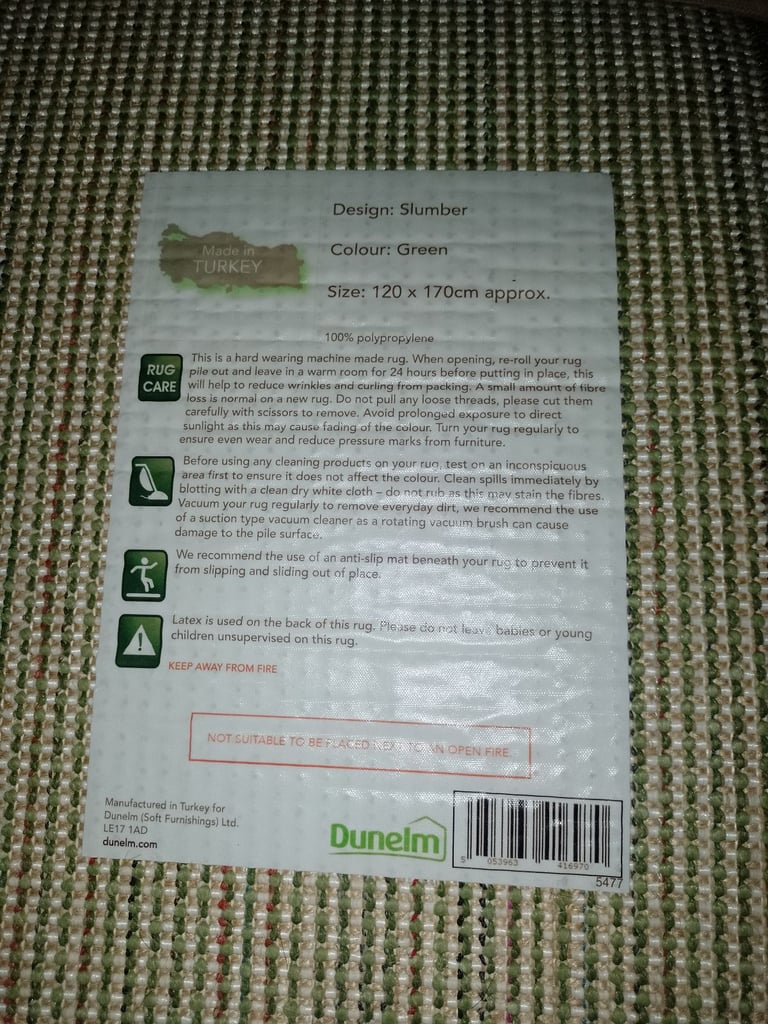 Made in
TURKEY
Design: Slumber
Colour: Green
Size: 120 x 170cm approx.
100% polypropylene
RUG
CARE
This is a hard wearing machine made rug. When opening, re-roll your rug
pile out and leave in a warm room for 24 hours before putting in place, this
will help to reduce wrinkles and curling from packing. A small amount of fibre
loss is normal on a new rug. Do not pull any loose threads, please cut them
carefully with scissors to remove. Avoid prolonged exposure to direct
sunlight as this may cause fading of the colour. Turn your rug regularly to
ensure even wear and reduce pressure marks from furniture.
Before using any cleaning products on your rug, test on an inconspicuous
area first to ensure it does not affect the colour. Clean spills immediately by
blotting with a clean dry white cloth – do not rub as this may stain the fibres.
Vacuum your rug regularly to remove everyday dirt, we recommend the use
of a suction type vacuum cleaner as a rotating vacuum brush can cause
damage to the pile surface.
We recommend the use of an anti-slip mat beneath your rug to prevent it
from slipping and sliding out of place.
Latex is used on the back of this rug. Please do not leave babies or young
children unsupervised on this rug.
KEEP AWAY FROM FIRE
NOT SUITABLE TO BE PLACED NEXT TO AN OPEN FIRE
Manufactured in Turkey for
Dunelm (Soft Furnishings) Ltd.
LE17 1AD
dunelm.com
Dunelm
5 053963 416970
5477